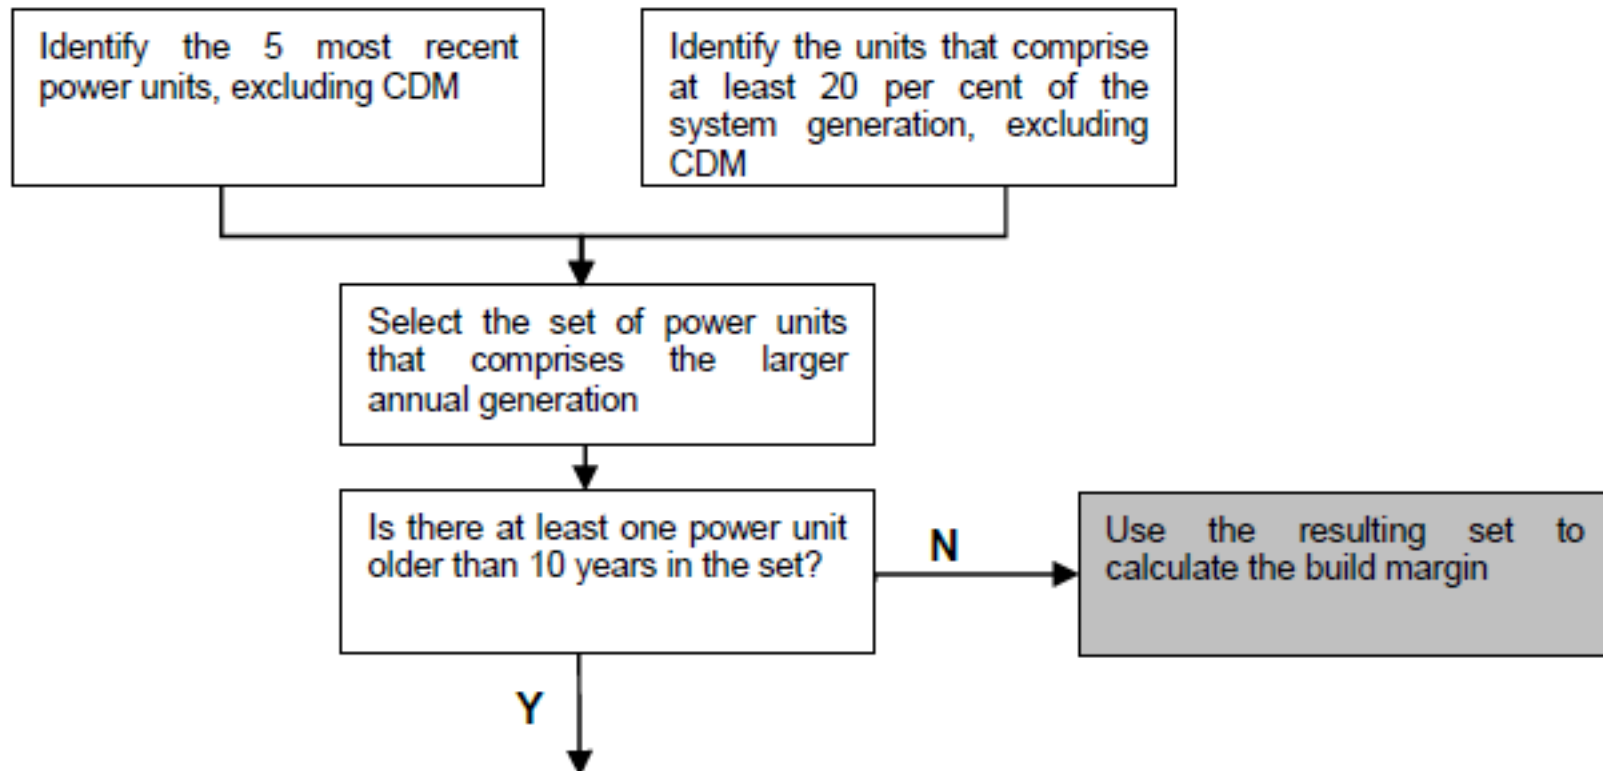 Identify the 5 most recent
power units, excluding CDM
Identify the units that comprise
at least 20 per cent of the
system generation, excluding
CDM
Select the set of power units
that comprises the larger
annual generation
Is there at least one power unit
older than 10 years in the set?
N
Use the resulting set to
calculate the build margin
Y